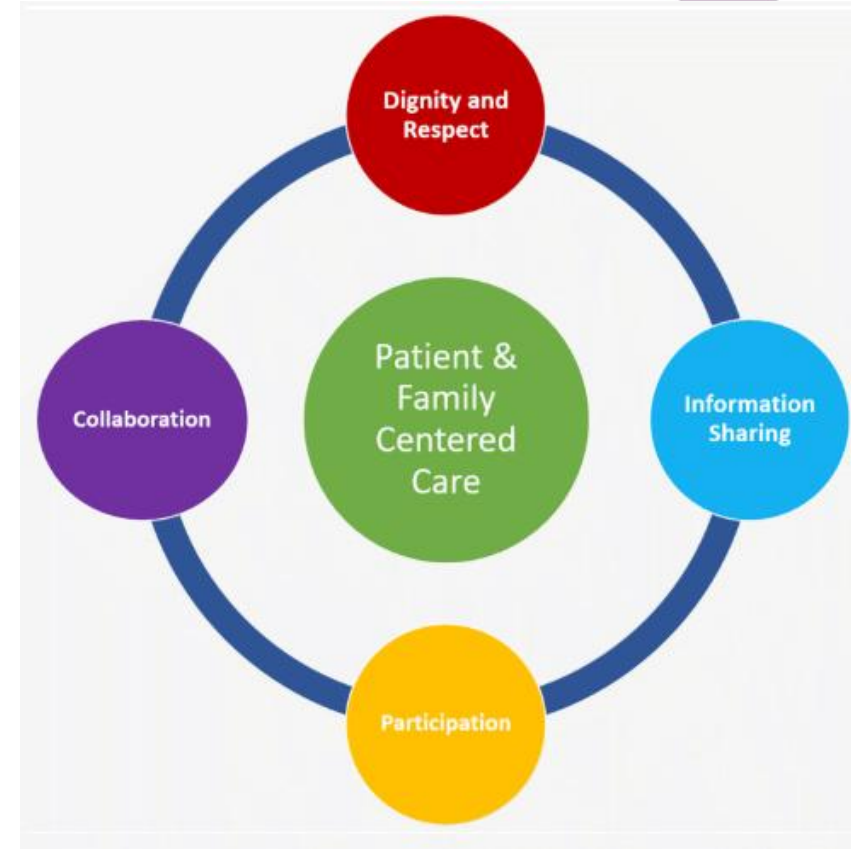 Dignity and
Respect
Patient &
Family
Centered
Care
Collaboration
Information
Sharing
Participation